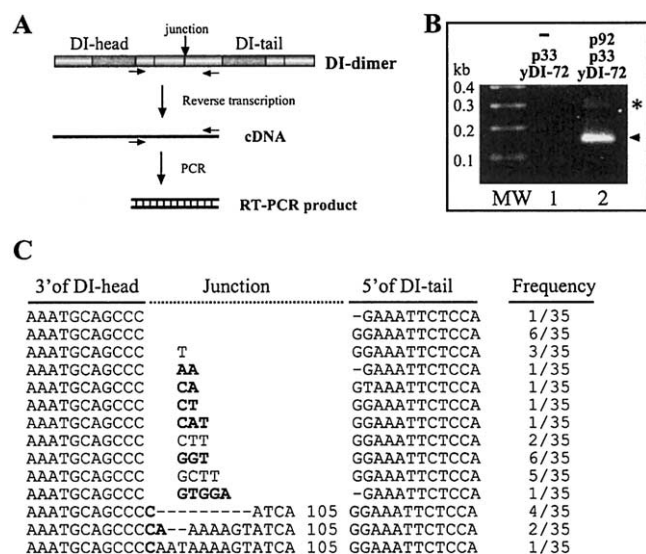 A
junction
DI-head DI-tail
DI-dimer
Reverse transcription
cDNA
PCR
RT-PCR product
B
– p92
p33 p33
kb yDI-72 yDI-72
0.4
0.3 *
0.2
0.1
MW 1 2
C
3'of DI-head Junction 5'of DI-tail Frequency
AAATGCAGCCC -GAAATTCTCCA 1/35
AAATGCAGCCC GGAAATTCTCCA 6/35
AAATGCAGCCC T GGAAATTCTCCA 3/35
AAATGCAGCCC AA -GAAATTCTCCA 1/35
AAATGCAGCCC CA GTAAATTCTCCA 1/35
AAATGCAGCCC CT GGAAATTCTCCA 1/35
AAATGCAGCCC CAT GGAAATTCTCCA 1/35
AAATGCAGCCC CTT GGAAATTCTCCA 2/35
AAATGCAGCCC GGT GGAAATTCTCCA 6/35
AAATGCAGCCC GCTT GGAAATTCTCCA 5/35
AAATGCAGCCC GTGGA -GAAATTCTCCA 1/35
AAATGCAGCCCC----------ATCA 105 GGAAATTCTCCA 4/35
AAATGCAGCCCCA--AAAAGTATCA 105 GGAAATTCTCCA 2/35
AAATGCAGCCCCAATAAAAGTATCA 105 GGAAATTCTCCA 1/35